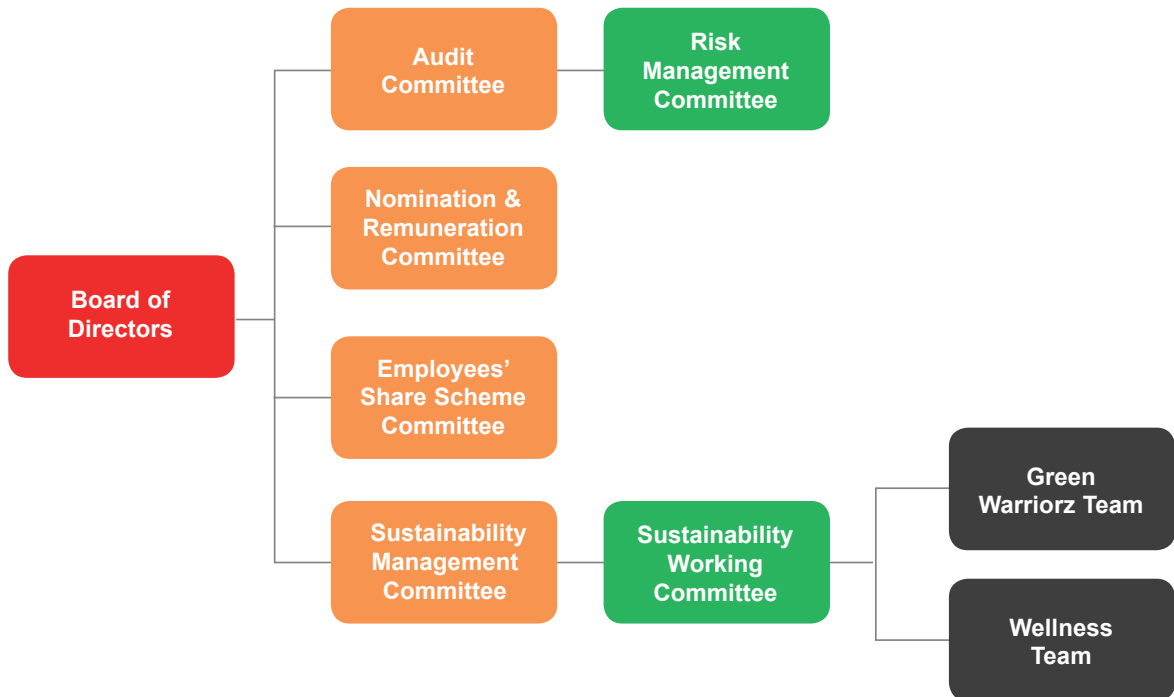 Audit
Committee
Risk
Management
Committee
Nomination &
Remuneration
Committee
Board of
Directors
Employees’
Share Scheme
Committee
Sustainability
Management
Committee
Sustainability
Working
Committee
Green
Warriorz Team
Wellness
Team